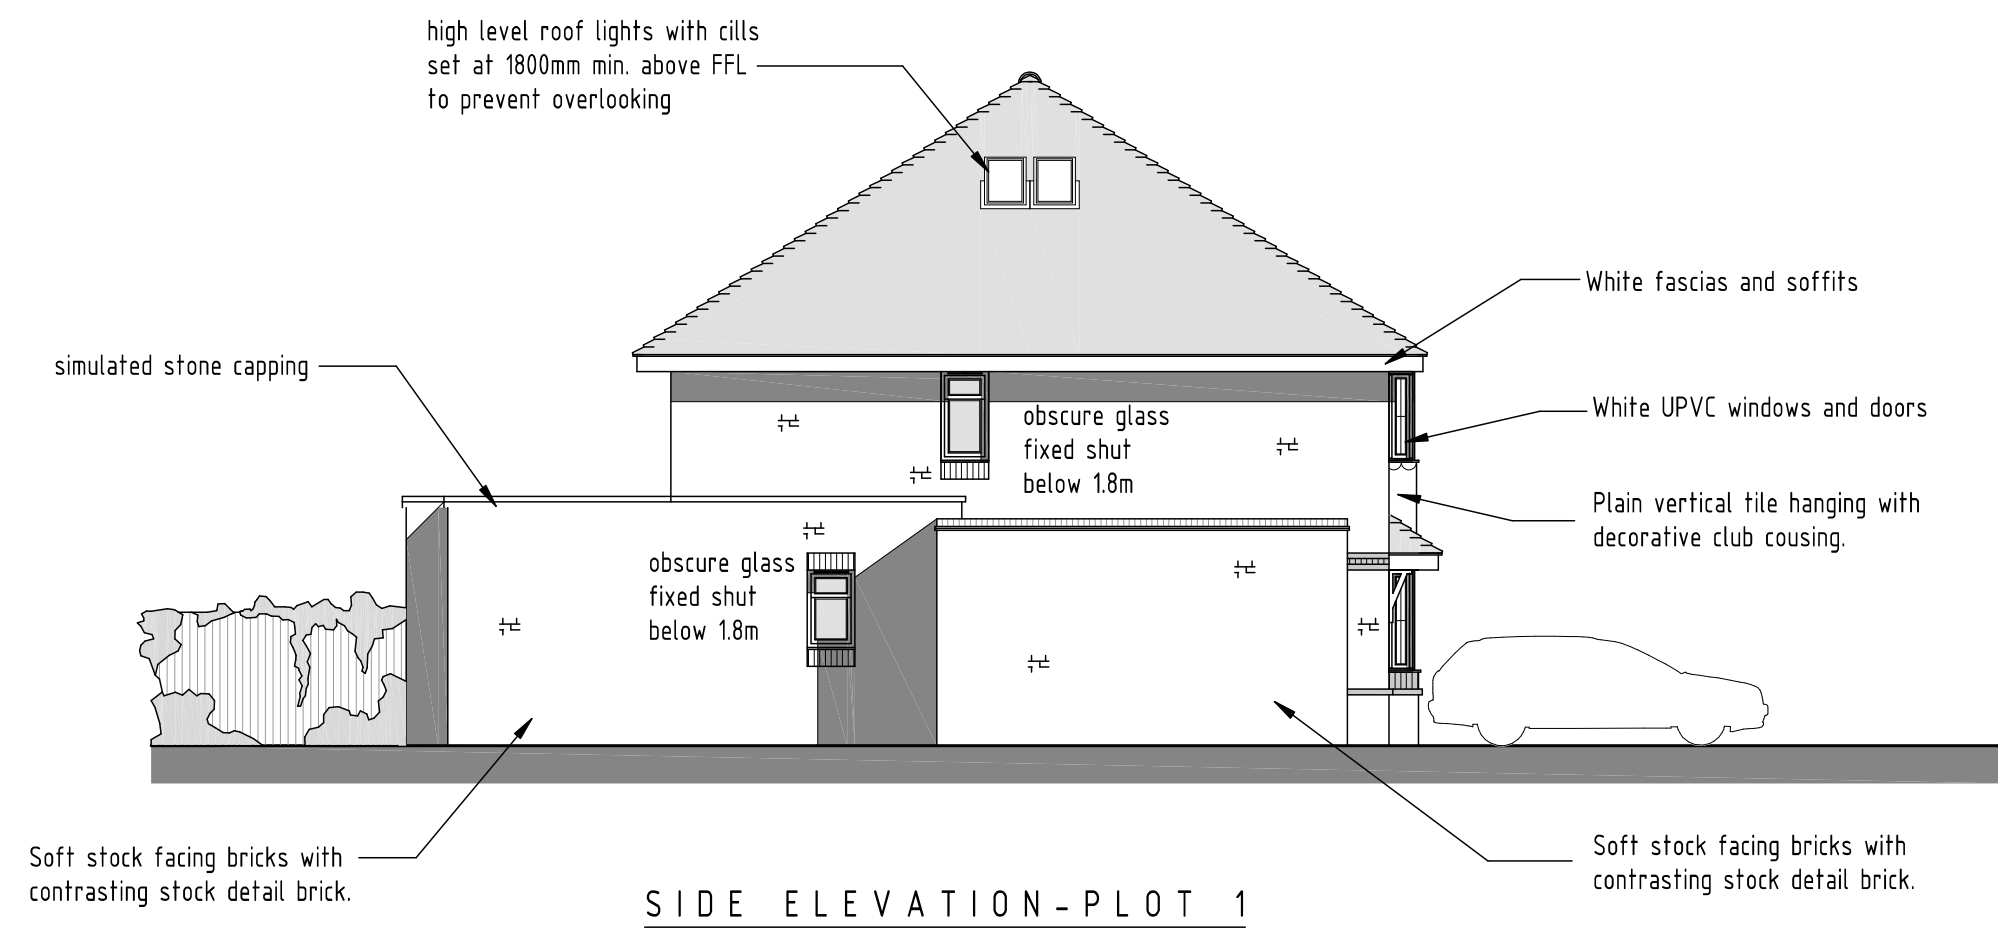 high level roof lights with cills
set at 1800mm min. above FFL
to prevent overlooking
White fascias and soffits
simulated stone capping
White UPVC windows and doors
obscure glass
fixed shut
below 1.8m
Plain vertical tile hanging with
decorative club cousing.
obscure glass
fixed shut
below 1.8m
Soft stock facing bricks with
contrasting stock detail brick.
Soft stock facing bricks with
contrasting stock detail brick.
SIDE ELEVATION-PLOT 1